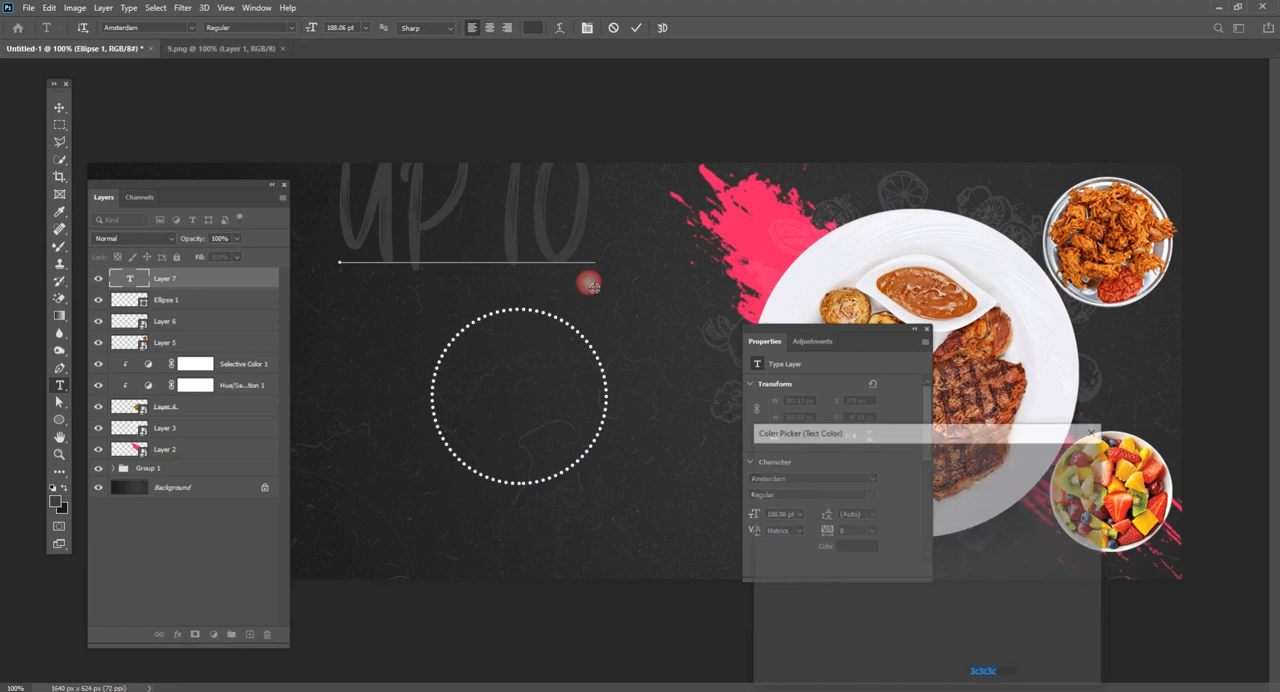 Ps File Edit Image Layer Type Select Filter 3D View Window Help
T Amsterdam Regular 188.06 pt aa Sharp 3D
Untitled-1 @ 100% (Ellipse 1, RGB/8#) * × 9.png @ 100% (Layer 1, RGB/8) ×
UP TO
Layers Channels
Kind
Normal Opacity: 100%
Lock: Fill: 100%
T Layer 7
Ellipse 1
Layer 6
Layer 5
Selective Color 1
Hue/Sa...tion 1
Layer 4
Layer 3
Layer 2
Group 1
Background
Properties Adjustments
T Type Layer
Transform
W X
H
Color Picker (Text Color)
Character
Amsterdam
Regular
188.06 pt (Auto)
Metrics 0
Color
3c3c3c
100% 1640 px x 624 px (72 ppi)